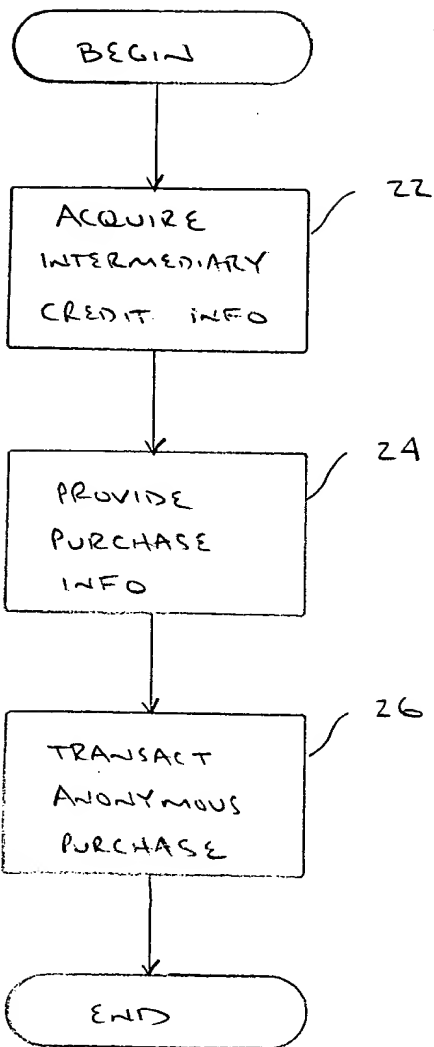 BEGIN
22
ACQUIRE
INTERMEDIARY
CREDIT INFO
24
PROVIDE
PURCHASE
INFO
26
TRANSACT
ANONYMOUS
PURCHASE
END